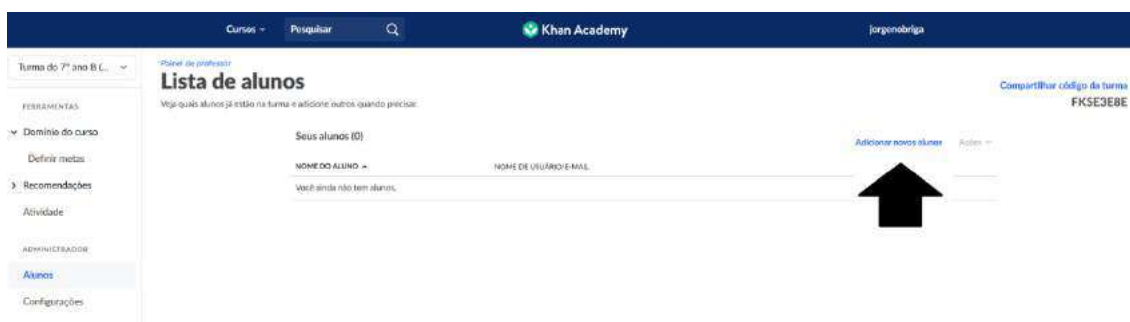 Cursos
Pesquisar
Khan Academy
jorgenobriga
Turma do 7º ano B (...
Painel do professor
Lista de alunos
Veja quais alunos já estão na turma e adicione outros quando precisar.
Compartilhar código da turma
FKSE3E8E
FERRAMENTAS
Domínio do curso
Definir metas
Recomendações
Atividade
ADMINISTRADOR
Alunos
Configurações
Seus alunos (0)
Adicionar novos alunos
Ações
NOME DO ALUNO
NOME DE USUÁRIO/E-MAIL
Você ainda não tem alunos.